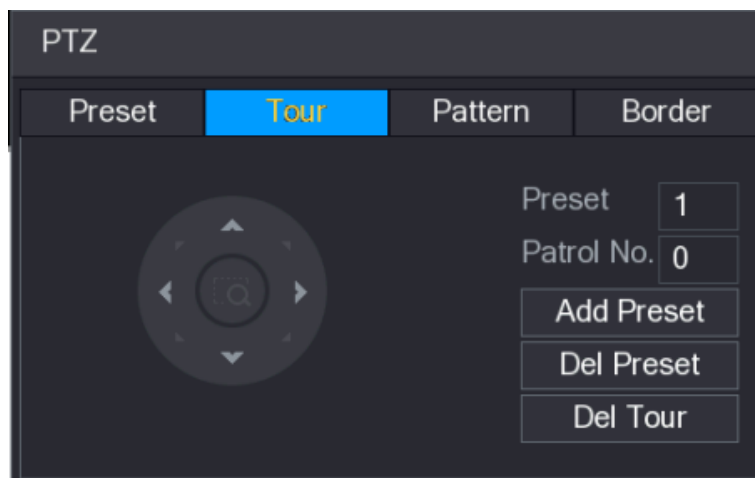 PTZ
Preset Tour Pattern Border
Preset 1
Patrol No. 0
Add Preset
Del Preset
Del Tour